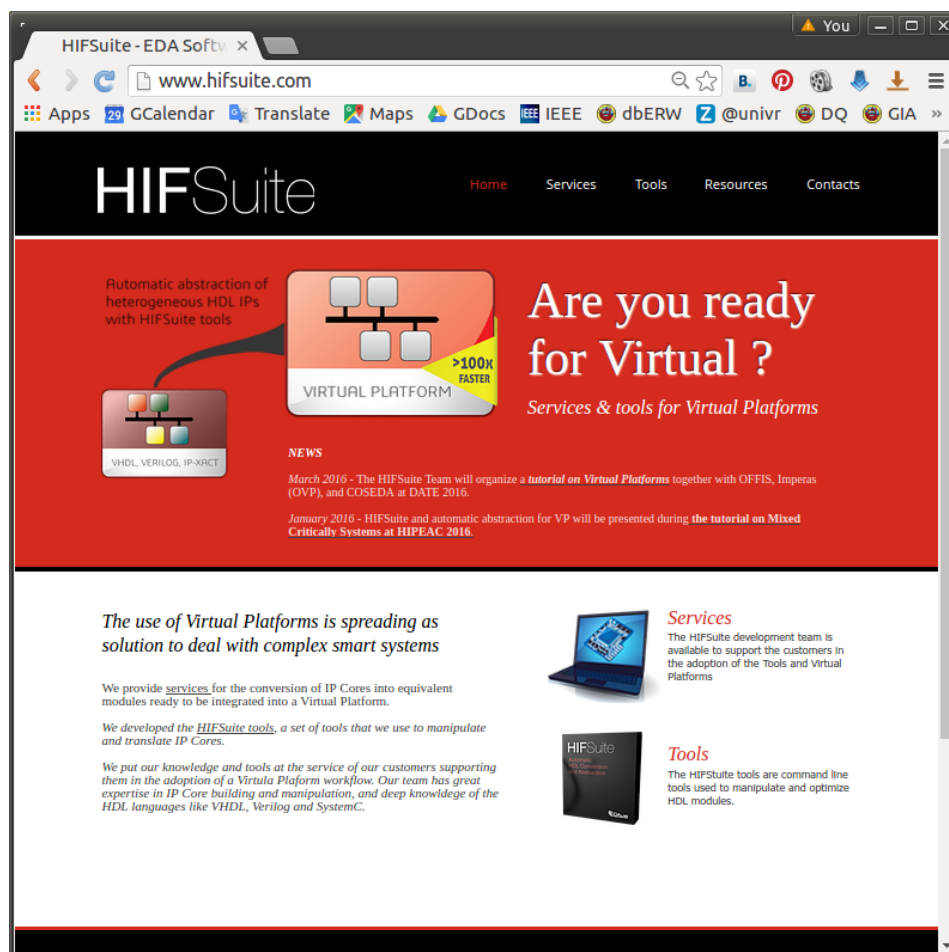 You
HIFSuite - EDA Softw
www.hifsuite.com
B.
Apps 29 GCalendar Translate Maps GDocs IEEE IEEE dbERW Z @univr DQ GIA »
HIFSuite
Home Services Tools Resources Contacts
Automatic abstraction of
heterogeneous HDL IPs
with HIFSuite tools
>100x
FASTER
VIRTUAL PLATFORM
VHDL, VERILOG, IP-XACT
Are you ready
for Virtual ?
Services & tools for Virtual Platforms
NEWS
March 2016 - The HIFSuite Team will organize a tutorial on Virtual Platforms together with OFFIS, Imperas
(OVP), and COSEDA at DATE 2016.
January 2016 - HIFSuite and automatic abstraction for VP will be presented during the tutorial on Mixed
Critically Systems at HIPEAC 2016.
The use of Virtual Platforms is spreading as
solution to deal with complex smart systems
We provide services for the conversion of IP Cores into equivalent
modules ready to be integrated into a Virtual Platform.
We developed the HIFSuite tools, a set of tools that we use to manipulate
and translate IP Cores.
We put our knowledge and tools at the service of our customers supporting
them in the adoption of a Virtula Plaform workflow. Our team has great
expertise in IP Core building and manipulation, and deep knowldege of the
HDL languages like VHDL, Verilog and SystemC.
Services
The HIFSuite development team is
available to support the customers in
the adoption of the Tools and Virtual
Platforms
HIFSuite
Automatic
HDL Conversion
and Abstraction
Tools
The HIFStuite tools are command line
tools used to manipulate and optimize
HDL modules.